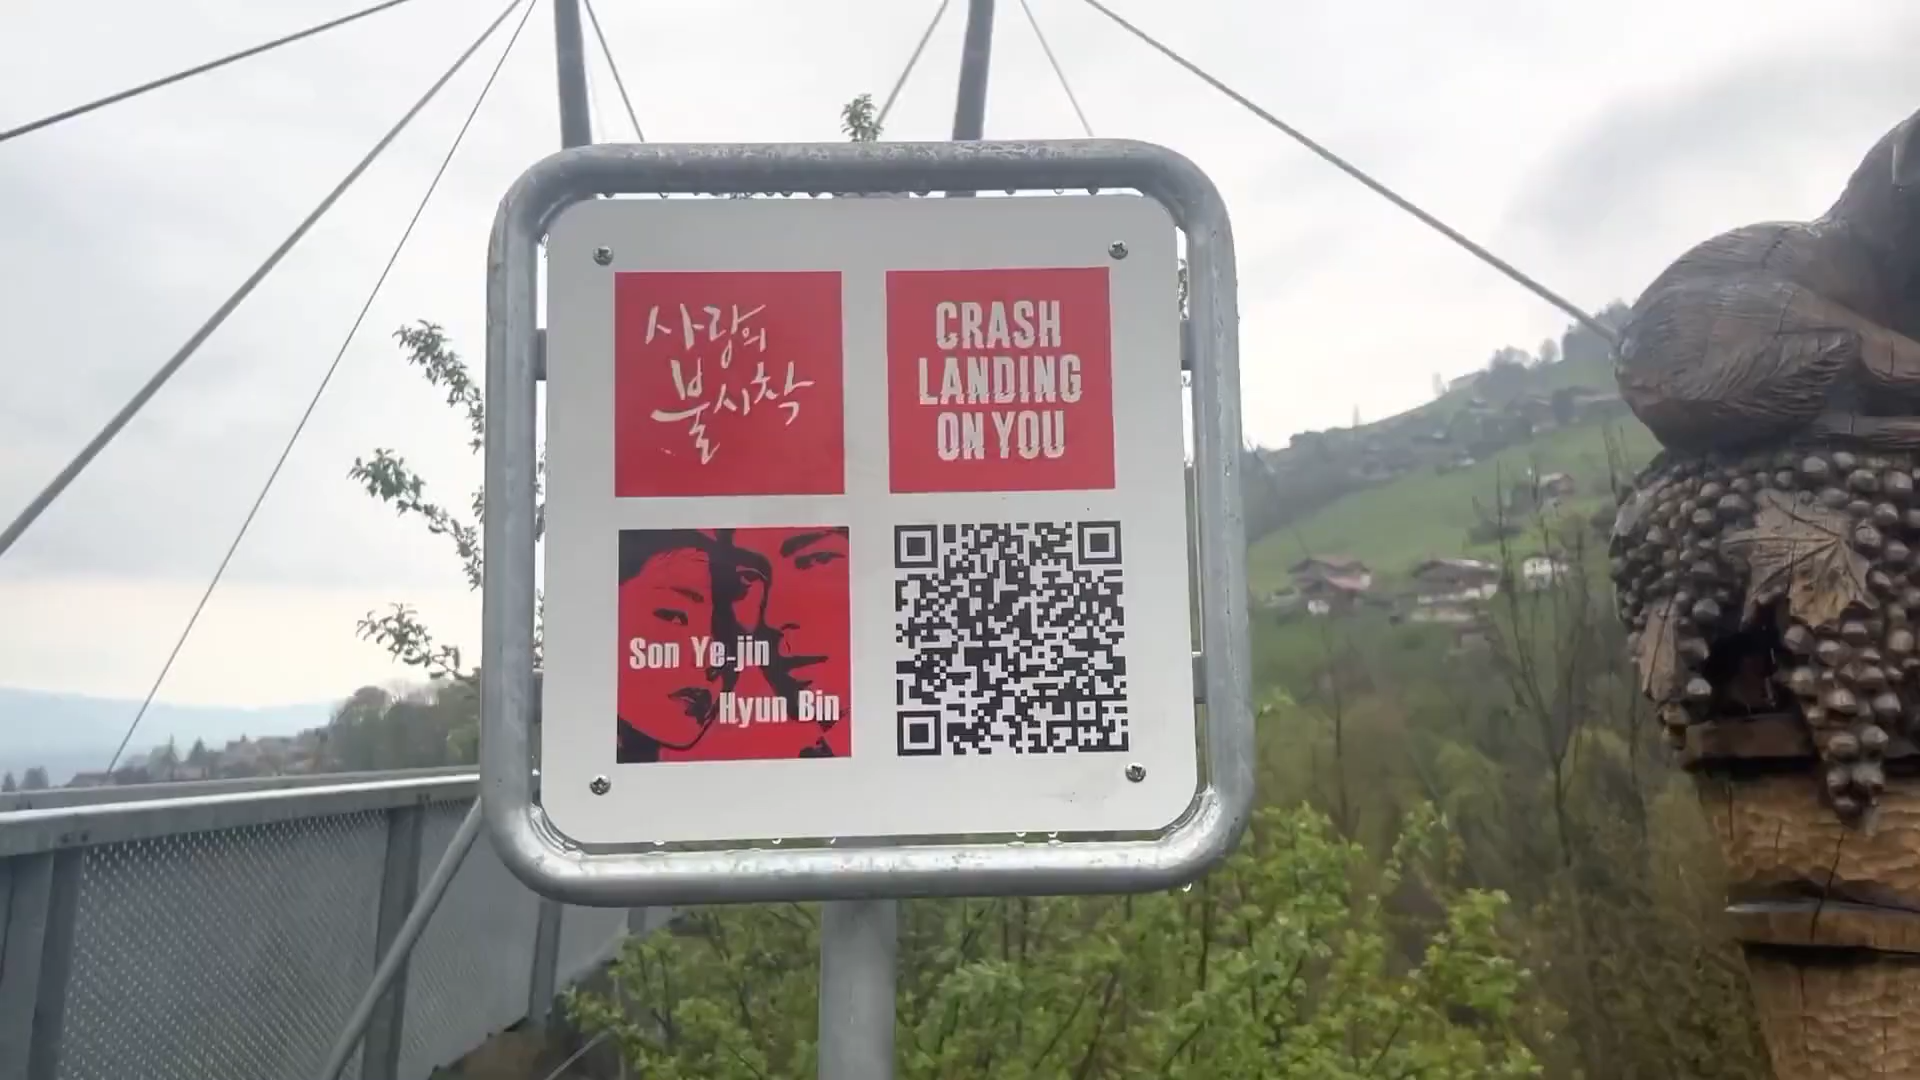 사랑의
불시착
CRASH
LANDING
ON YOU
Son Ye-jin
Hyun Bin